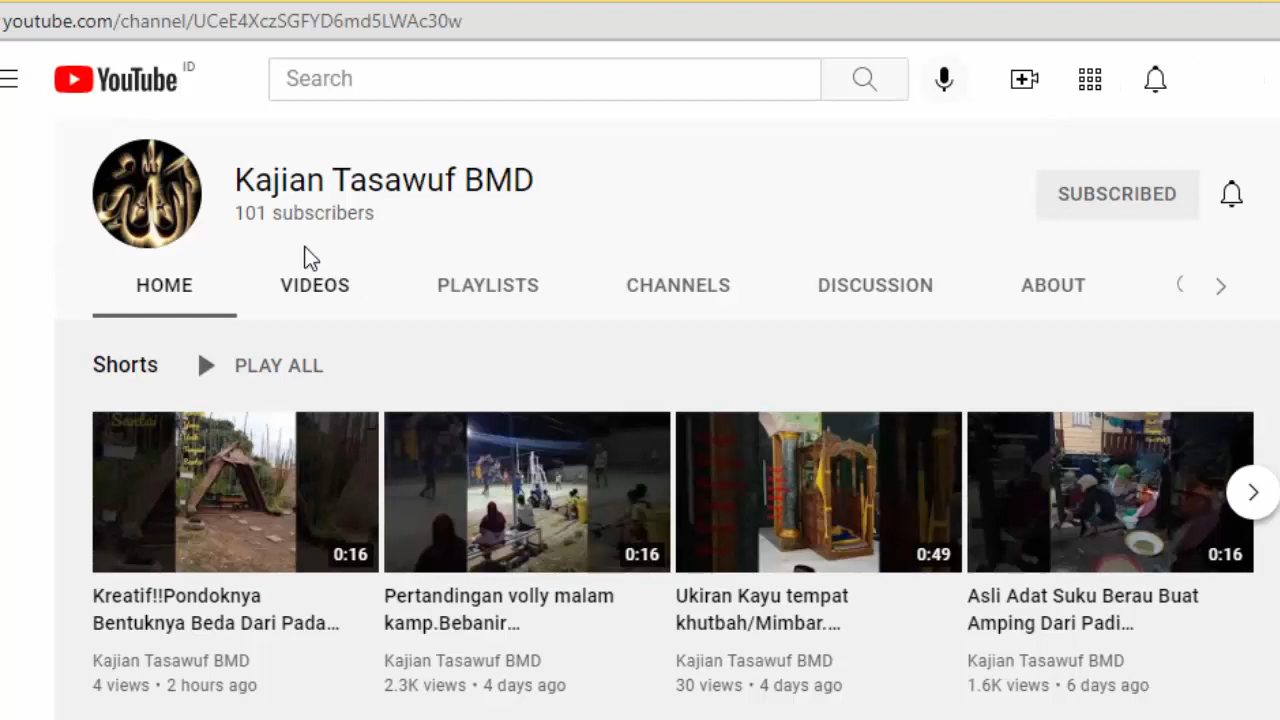 youtube.com/channel/UCeE4XczSGFYD6md5LWAc30w
YouTube ID
Search
Kajian Tasawuf BMD
101 subscribers
SUBSCRIBED
HOME VIDEOS PLAYLISTS CHANNELS DISCUSSION ABOUT
Shorts PLAY ALL
0:16 0:16 0:49 0:16
Kreatif!!Pondoknya
Bentuknya Beda Dari Pada...
Kajian Tasawuf BMD
4 views • 2 hours ago
Pertandingan volly malam
kamp.Bebanir...
Kajian Tasawuf BMD
2.3K views • 4 days ago
Ukiran Kayu tempat
khutbah/Mimbar....
Kajian Tasawuf BMD
30 views • 4 days ago
Asli Adat Suku Berau Buat
Amping Dari Padi...
Kajian Tasawuf BMD
1.6K views • 6 days ago